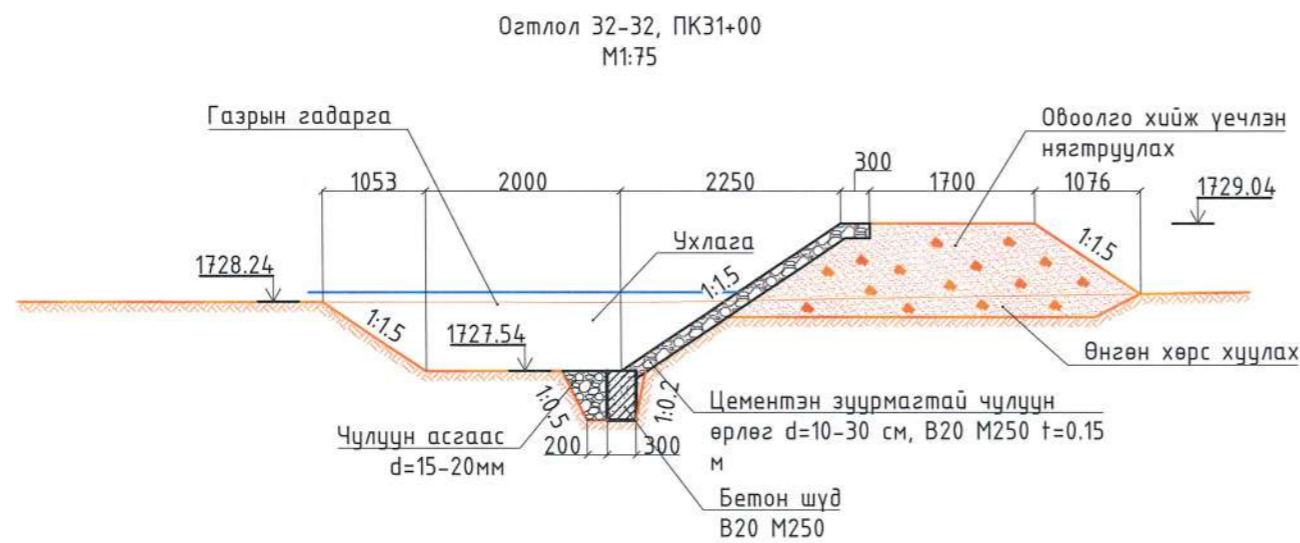 Огтлол 32-32, ПК31+00
М1:75
Газрын гадарга
Овоолго хийж үечлэн
нягтруулах
1053
2000
2250
300
1700
1076
1729.04
Ухлага
1:1.5
1:1.5
1728.24
1:1.5
1727.54
Өнгөн хөрс хуулах
1:0.5
1:0.2
Цементэн зуурмагтай чулуун
өрлөг d=10-30 см, В20 М250 t=0.15
м
Чулуун асгаас
d=15-20мм
200
300
Бетон шүд
В20 М250